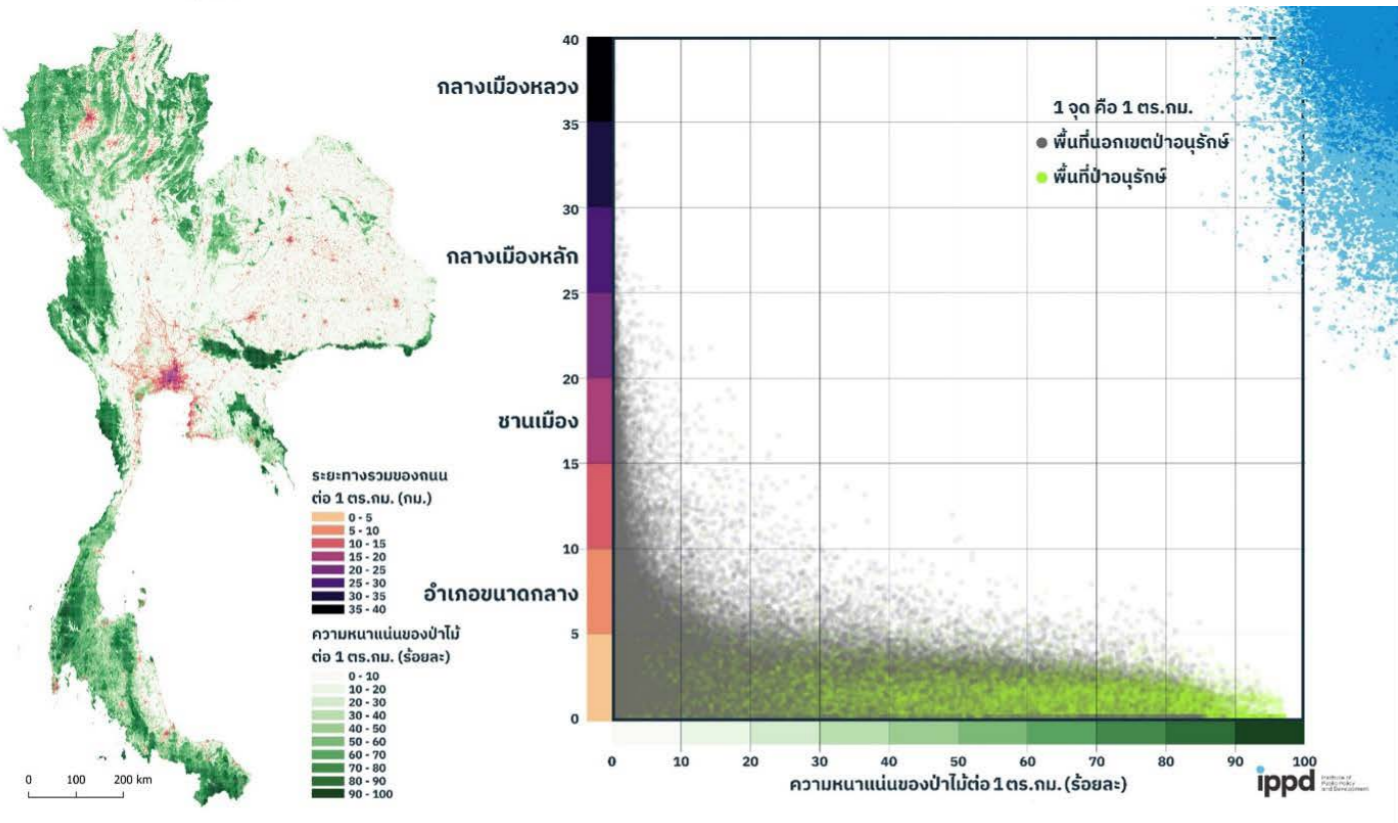 40
กลางเมืองหลวง
35
30
กลางเมืองหลัก
25
20
ชานเมือง
15
10
อำเภอขนาดกลาง
5
0
1 จุด คือ 1 ตร.กม.
พื้นที่นอกเขตป่าอนุรักษ์
พื้นที่ป่าอนุรักษ์
ระยะทางรวมของถนน
ต่อ 1 ตร.กม. (กม.)
0 - 5
5 - 10
10 - 15
15 - 20
20 - 25
25 - 30
30 - 35
35 - 40
ความหนาแน่นของป่าไม้
ต่อ 1 ตร.กม. (ร้อยละ)
0 - 10
10 - 20
20 - 30
30 - 40
40 - 50
50 - 60
60 - 70
70 - 80
80 - 90
90 - 100
0 100 200 km
0 10 20 30 40 50 60 70 80 90 100
ความหนาแน่นของป่าไม้ต่อ 1 ตร.กม. (ร้อยละ)
ippd
Institute of
Public Policy
and Development